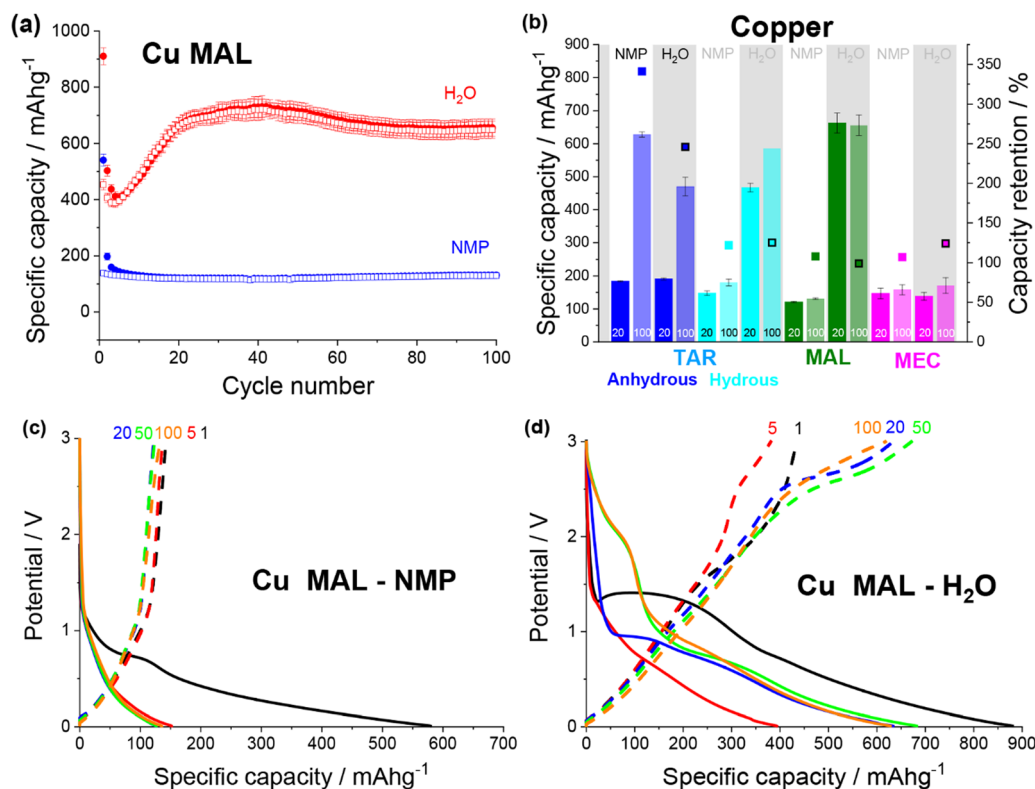 (a)
Cu MAL
H₂O
NMP
1000
800
600
400
200
0
0 20 40 60 80 100
Specific capacity / mAhg⁻¹
Cycle number
(b)
Copper
NMP H₂O NMP H₂O NMP H₂O NMP H₂O
900
800
700
600
500
400
300
200
100
0
350
300
250
200
150
100
50
0
20 100 20 100 20 100 20 100 20 100 20 100 20 100 20 100
Specific capacity / mAhg⁻¹
Capacity retention / %
TAR MAL MEC
Anhydrous Hydrous
(c)
20 50 100 5 1
3
2
1
0
Cu MAL - NMP
0 100 200 300 400 500 600 700
Potential / V
Specific capacity / mAhg⁻¹
(d)
5 1 100 20 50
3
2
1
0
Cu MAL - H₂O
0 100 200 300 400 500 600 700 800 900
Potential / V
Specific capacity / mAhg⁻¹